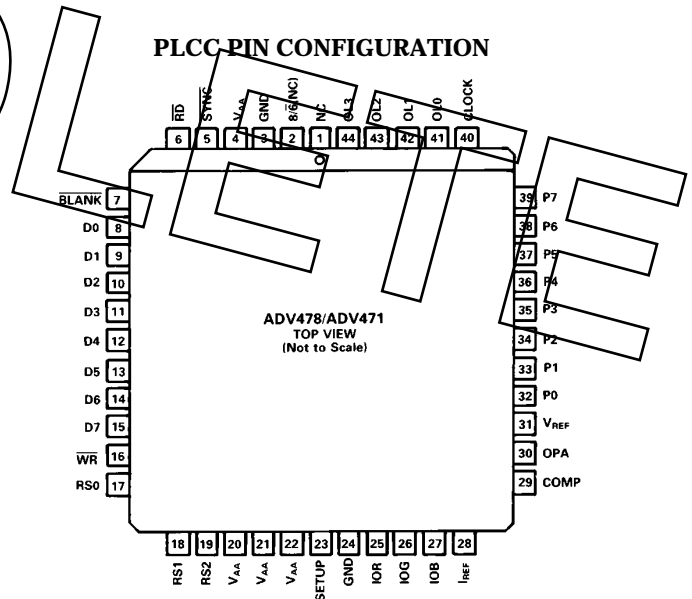 PLCC PIN CONFIGURATION
RD
SYNC
VAA
GND
8/6(NC)
NC
OL3
OL2
OL1
OL0
CLOCK
6 5 4 3 2 1 44 43 42 41 40
BLANK 7
D0 8
D1 9
D2 10
D3 11
D4 12
D5 13
D6 14
D7 15
WR 16
RS0 17
ADV478/ADV471
TOP VIEW
(Not to Scale)
39 P7
38 P6
37 P5
36 P4
35 P3
34 P2
33 P1
32 P0
31 VREF
30 OPA
29 COMP
18 19 20 21 22 23 24 25 26 27 28
RS1
RS2
VAA
VAA
VAA
SETUP
GND
IOR
IOG
IOB
IREF
LETE